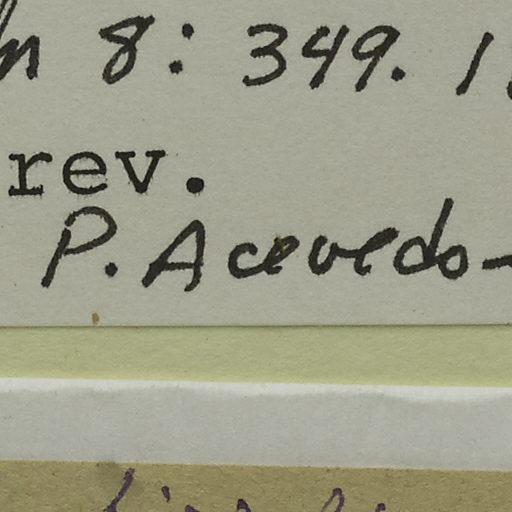 8: 349.
rev.
P. Acevedo-